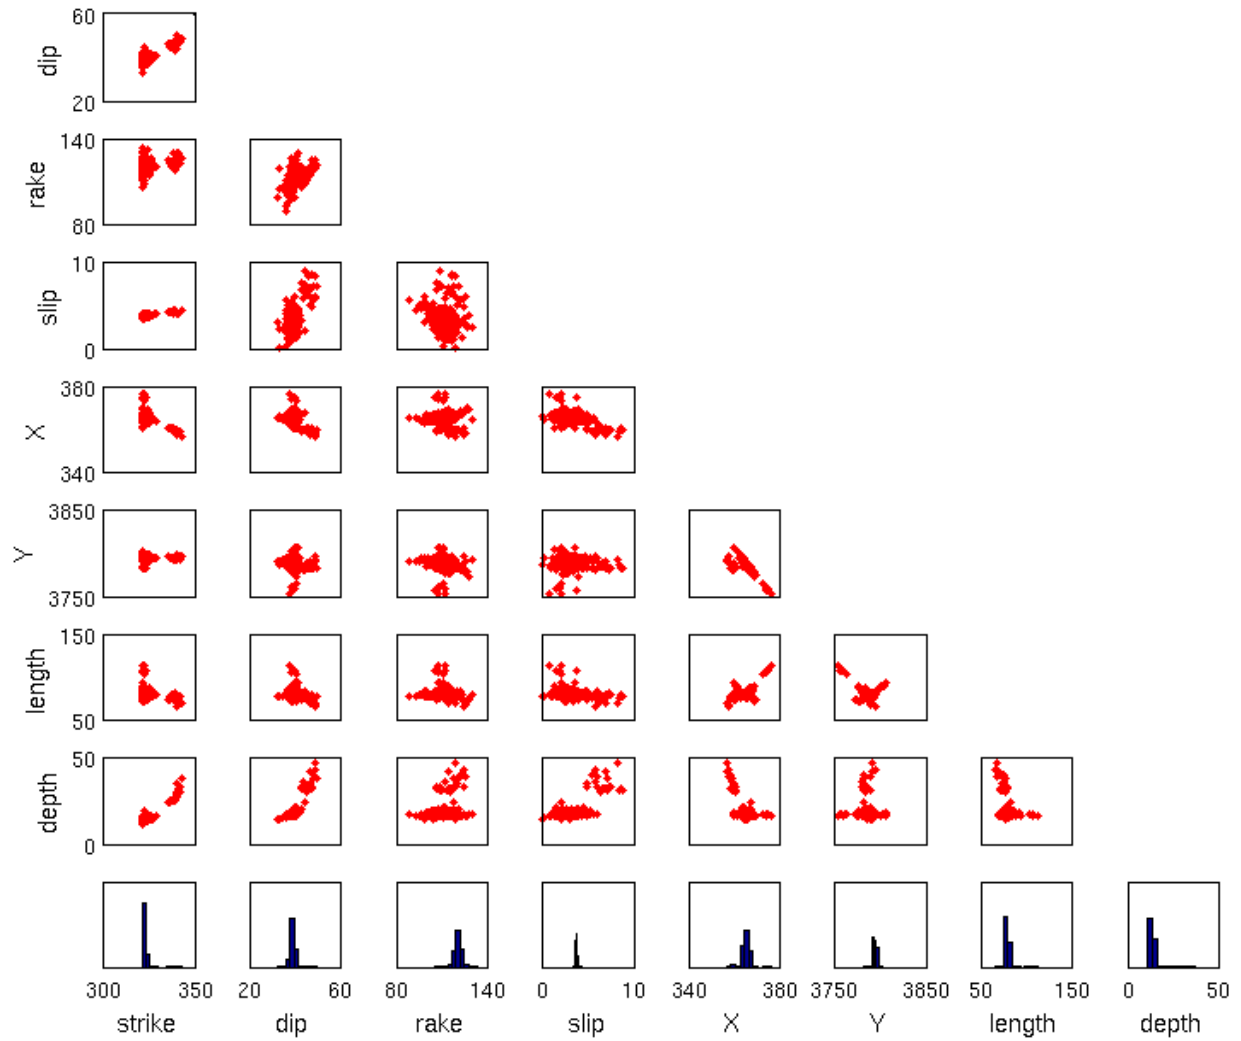 60
dip
20
140
rake
80
10
slip
0
380
X
340
3850
Y
3750
150
length
50
50
depth
0
300 350 20 60 80 140 0 10 340 380 3750 3850 50 150 0 50
strike dip rake slip X Y length depth